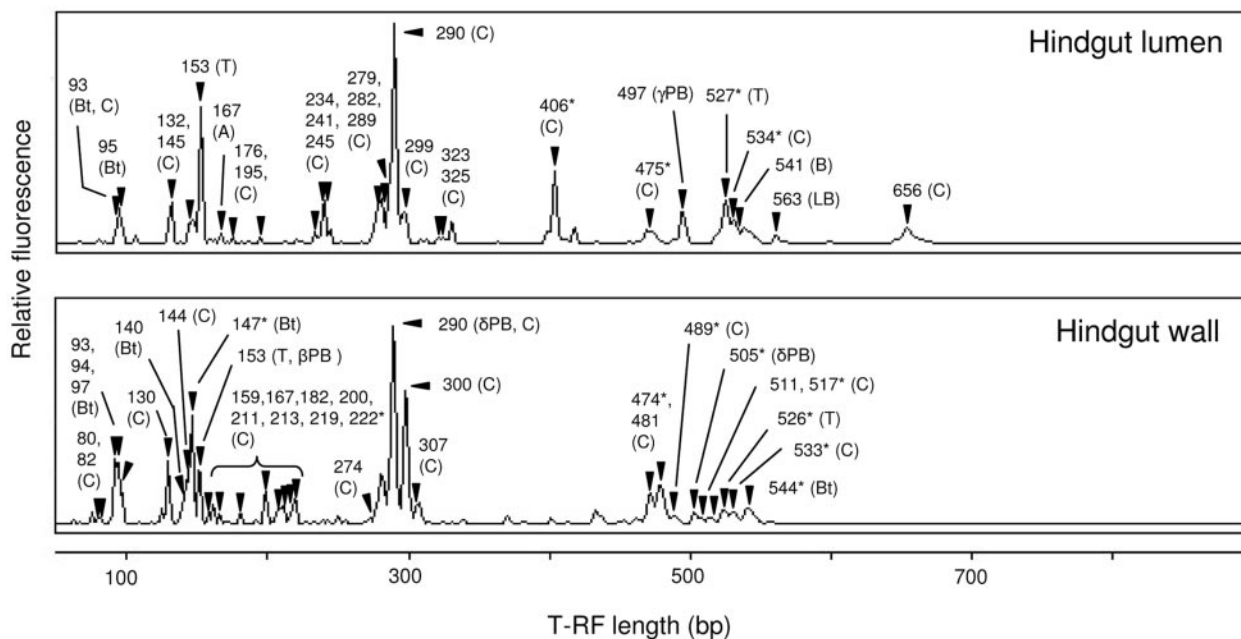 Relative fluorescence
Hindgut lumen
93
(Bt, C)
95
(Bt)
132,
145
(C)
153 (T)
167
(A)
176,
195,
(C)
234,
241,
245
(C)
279,
282,
289
(C)
290 (C)
299
(C)
323
325
(C)
406*
(C)
475*
(C)
497 (γPB)
527* (T)
534* (C)
541 (B)
563 (LB)
656 (C)
Hindgut wall
93,
94,
97
(Bt)
80,
82
(C)
130
(C)
140
(Bt)
144 (C)
147* (Bt)
153 (T, βPB )
159,167,182, 200,
211, 213, 219, 222*
(C)
274
(C)
290 (δPB, C)
300 (C)
307
(C)
474*,
481
(C)
489* (C)
505* (δPB)
511, 517* (C)
526* (T)
533* (C)
544* (Bt)
100 300 500 700
T-RF length (bp)